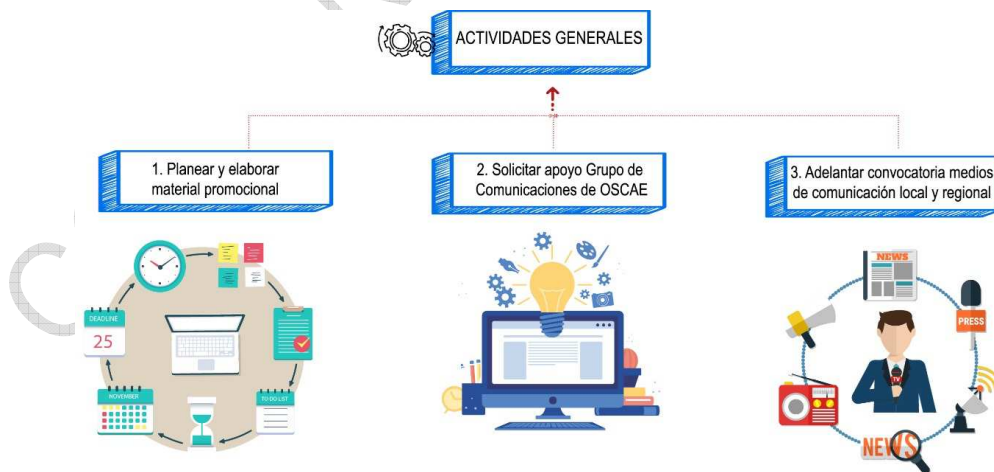 ACTIVIDADES GENERALES
1. Planear y elaborar
material promocional
2. Solicitar apoyo Grupo de
Comunicaciones de OSCAE
3. Adelantar convocatoria medios
de comunicación local y regional
DEADLINE
25
NOVEMBER
TO-DO LIST
NEWS
PRESS
TV
NEWS